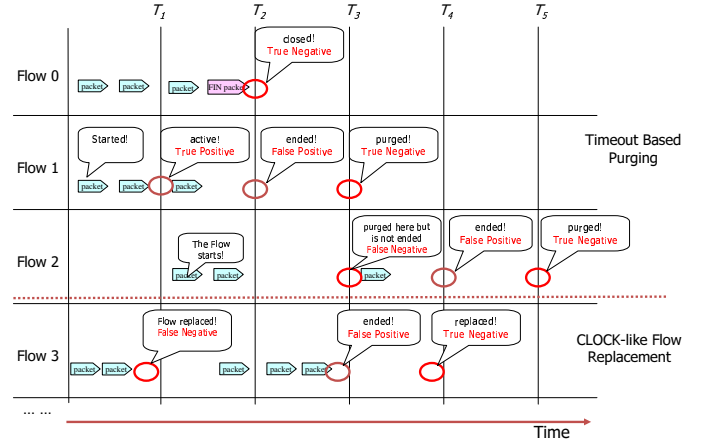 T1 T2 T3 T4 T5
closed!
True Negative
Flow 0
packet packet packet FIN packe
Started!
active!
True Positive
ended!
False Positive
purged!
True Negative
Timeout Based
Purging
Flow 1
packet packet packet
The Flow
starts!
purged here but
is not ended
False Negative
ended!
False Positive
purged!
True Negative
Flow 2
packet packet packet
Flow replaced!
False Negative
ended!
False Positive
replaced!
True Negative
CLOCK-like Flow
Replacement
Flow 3
packet packet packet packet packet
... ...
Time